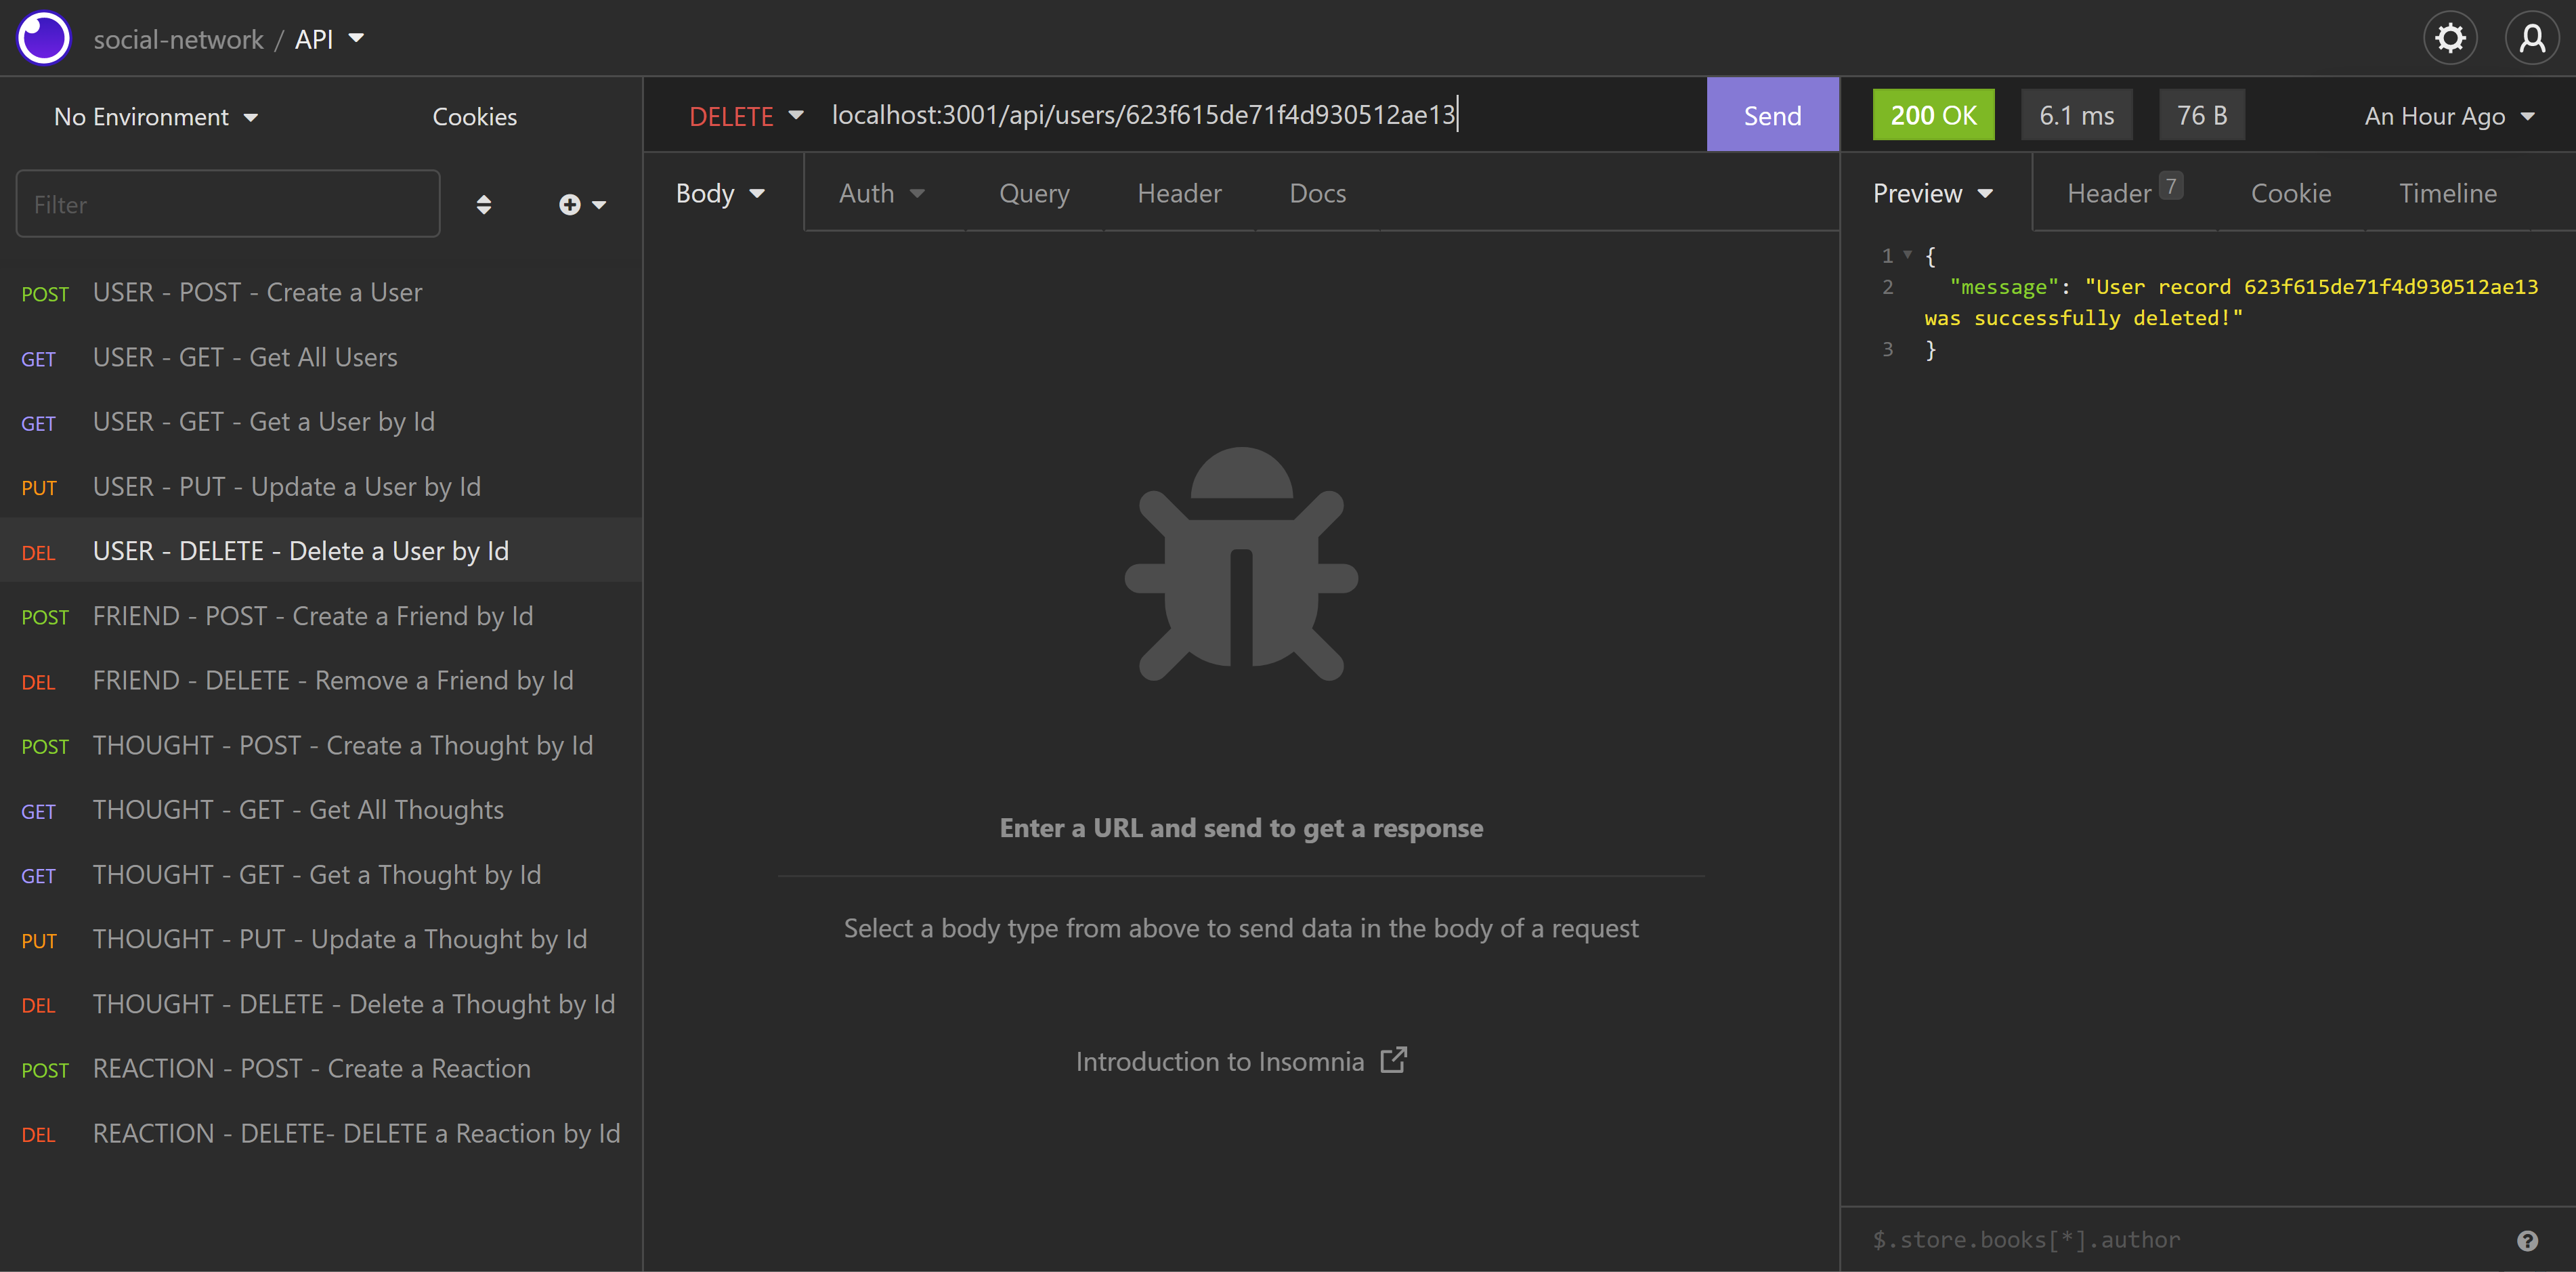 social-network / API
No Environment
Cookies
Filter
POST USER - POST - Create a User
GET USER - GET - Get All Users
GET USER - GET - Get a User by Id
PUT USER - PUT - Update a User by Id
DEL USER - DELETE - Delete a User by Id
POST FRIEND - POST - Create a Friend by Id
DEL FRIEND - DELETE - Remove a Friend by Id
POST THOUGHT - POST - Create a Thought by Id
GET THOUGHT - GET - Get All Thoughts
GET THOUGHT - GET - Get a Thought by Id
PUT THOUGHT - PUT - Update a Thought by Id
DEL THOUGHT - DELETE - Delete a Thought by Id
POST REACTION - POST - Create a Reaction
DEL REACTION - DELETE- DELETE a Reaction by Id
DELETE localhost:3001/api/users/623f615de71f4d930512ae13 Send
Body Auth Query Header Docs
Enter a URL and send to get a response
Select a body type from above to send data in the body of a request
Introduction to Insomnia
200 OK 6.1 ms 76 B An Hour Ago
Preview Header 7 Cookie Timeline
1 {
2 "message": "User record 623f615de71f4d930512ae13
was successfully deleted!"
3 }
$.store.books[*].author ?